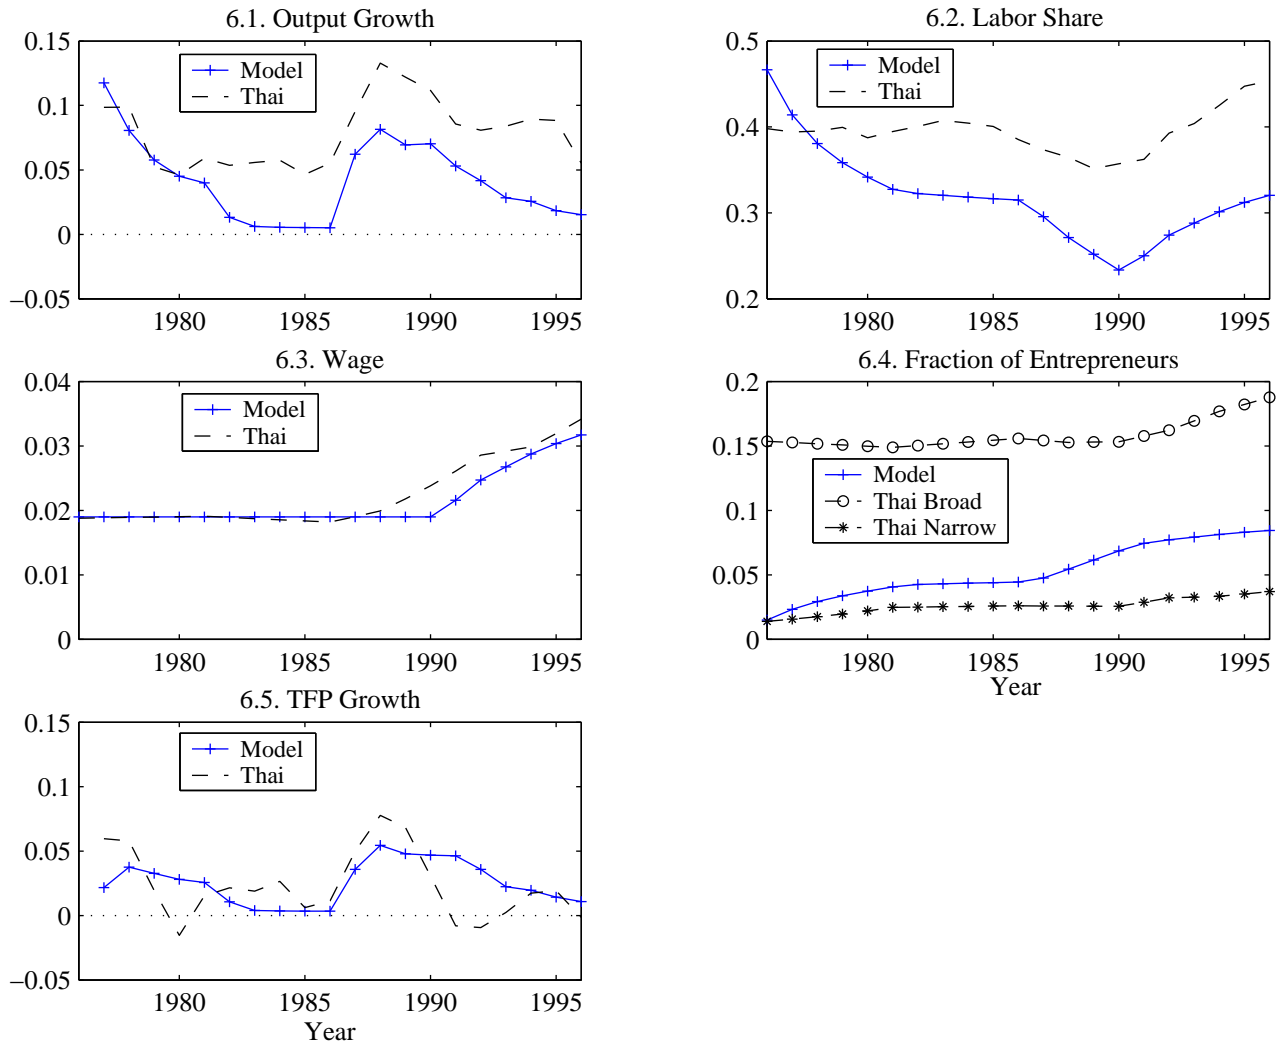 6.1. Output Growth
0.15
0.1
0.05
0
−0.05
Model
Thai
1980
1985
1990
1995
6.2. Labor Share
0.5
0.4
0.3
0.2
Model
Thai
1980
1985
1990
1995
6.3. Wage
0.04
0.03
0.02
0.01
0
Model
Thai
1980
1985
1990
1995
6.4. Fraction of Entrepreneurs
0.2
0.15
0.1
0.05
0
Model
Thai Broad
Thai Narrow
1980
1985
1990
1995
Year
6.5. TFP Growth
0.15
0.1
0.05
0
−0.05
Model
Thai
1980
1985
1990
1995
Year